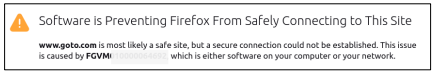 Software is Preventing Firefox From Safely Connecting to This Site
www.goto.com is most likely a safe site, but a secure connection could not be established. This issue
is caused by FGVM which is either software on your computer or your network.